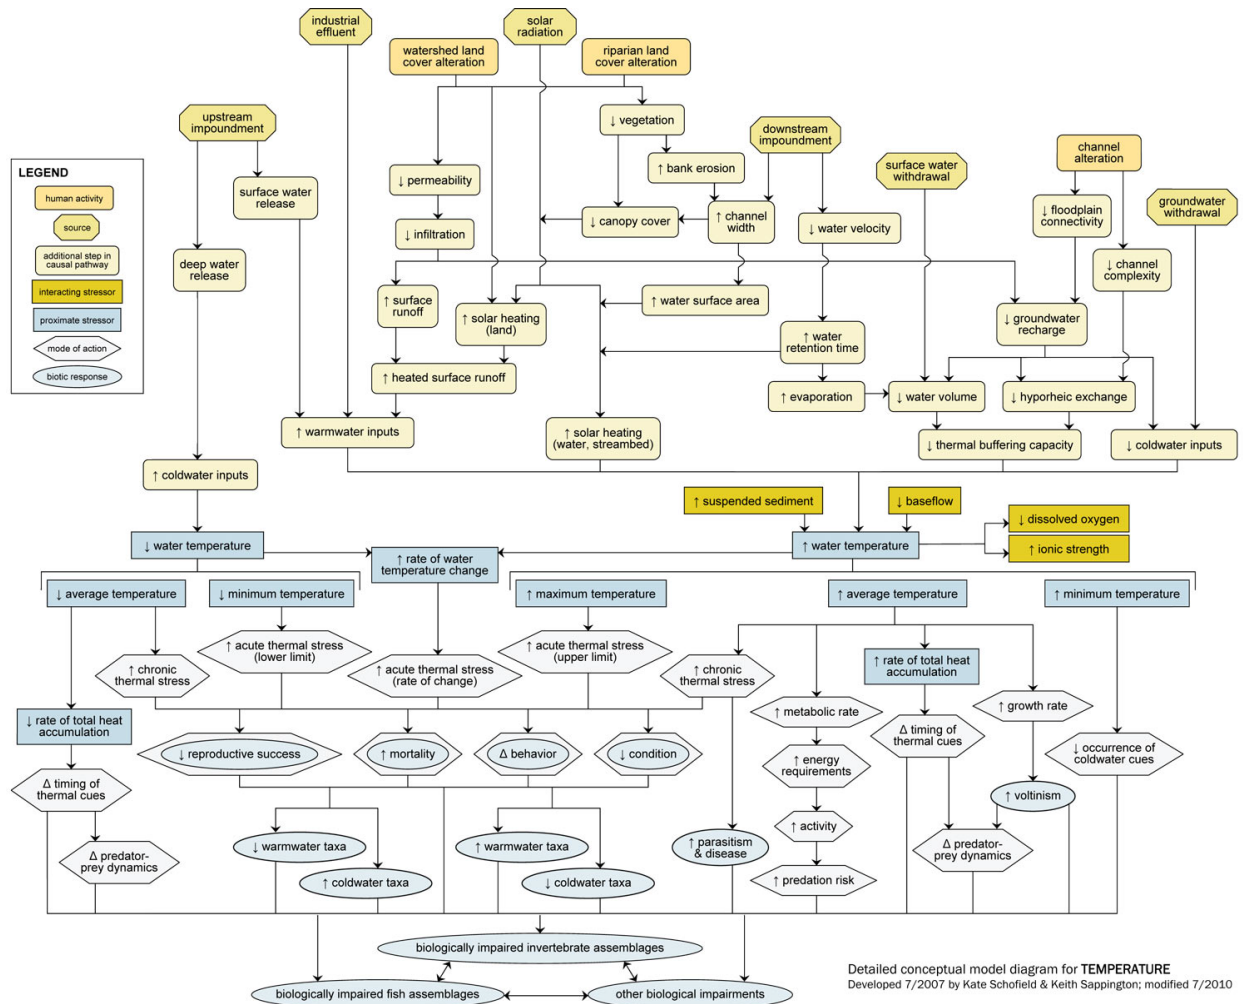 industrial
effluent
solar
radiation
watershed land
cover alteration
riparian land
cover alteration
upstream
impoundment
↓ vegetation
downstream
impoundment
surface water
withdrawal
channel
alteration
groundwater
withdrawal
LEGEND
human activity
source
additional step in
causal pathway
interacting stressor
proximate stressor
mode of action
biotic response
surface water
release
deep water
release
↓ permeability
↑ bank erosion
↓ infiltration
↓ canopy cover
↑ channel
width
↓ water velocity
↓ floodplain
connectivity
↓ channel
complexity
↑ surface
runoff
↑ solar heating
(land)
↑ water surface area
↑ water
retention time
↓ groundwater
recharge
↑ heated surface runoff
↑ evaporation
↓ water volume
↓ hyporheic exchange
↑ warmwater inputs
↑ solar heating
(water, streambed)
↓ thermal buffering capacity
↓ coldwater inputs
↑ coldwater inputs
↑ suspended sediment
↓ baseflow
↓ dissolved oxygen
↑ ionic strength
↓ water temperature
↑ rate of water
temperature change
↑ water temperature
↓ average temperature
↓ minimum temperature
↑ maximum temperature
↑ average temperature
↑ minimum temperature
↑ chronic
thermal stress
↑ acute thermal stress
(lower limit)
↑ acute thermal stress
(rate of change)
↑ acute thermal stress
(upper limit)
↑ chronic
thermal stress
↑ rate of total heat
accumulation
↓ rate of total heat
accumulation
↑ metabolic rate
↑ growth rate
Δ timing of
thermal cues
↓ occurrence of
coldwater cues
↓ reproductive success
↑ mortality
Δ behavior
↓ condition
↑ energy
requirements
Δ timing of
thermal cues
↑ voltinism
↑ activity
↓ warmwater taxa
↑ warmwater taxa
↑ parasitism
& disease
Δ predator-
prey dynamics
Δ predator-
prey dynamics
↑ coldwater taxa
↓ coldwater taxa
↑ predation risk
biologically impaired invertebrate assemblages
biologically impaired fish assemblages
other biological impairments
Detailed conceptual model diagram for TEMPERATURE
Developed 7/2007 by Kate Schofield & Keith Sappington; modified 7/2010